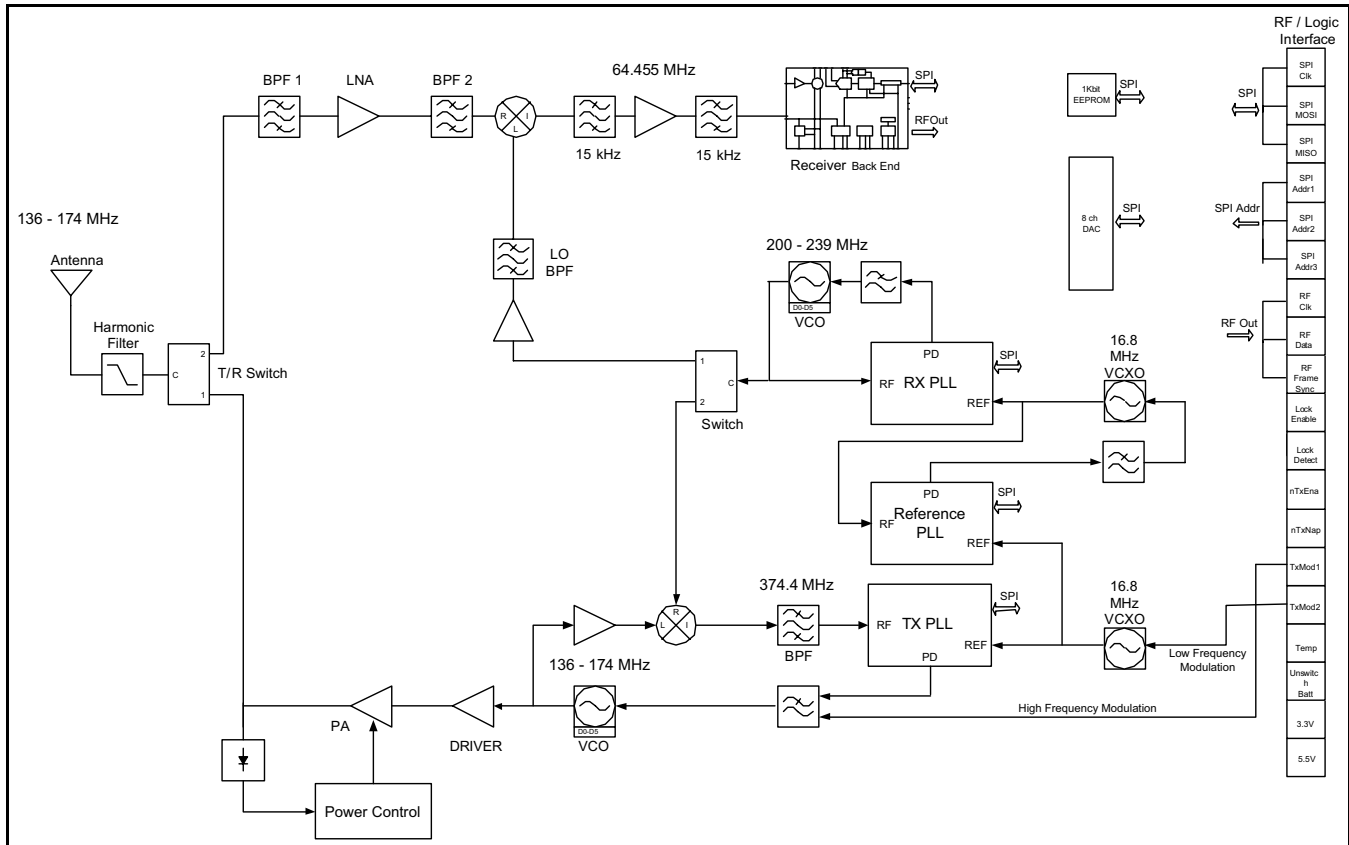 RF / Logic
Interface
BPF 1
LNA
BPF 2
64.455 MHz
R
I
L
15 kHz
15 kHz
SPI
RFOut
Receiver Back End
1Kbit
EEPROM
SPI
8 ch
DAC
SPI
SPI
SPI Addr
RF Out
SPI
Clk
SPI
MOSI
SPI
MISO
SPI
Addr1
SPI
Addr2
SPI
Addr3
RF
Clk
RF
Data
RF
Frame
Sync
Lock
Enable
Lock
Detect
nTxEna
nTxNap
TxMod1
TxMod2
Temp
Unswitc
h
Batt
3.3V
5.5V
136 - 174 MHz
Antenna
Harmonic
Filter
2
C
1
T/R Switch
LO
BPF
200 - 239 MHz
D0-D5
VCO
1
C
2
Switch
PD
RF
RX PLL
REF
SPI
16.8
MHz
VCXO
PD
RF
Reference
PLL
REF
SPI
374.4 MHz
R
L
I
BPF
RF
TX PLL
REF
PD
SPI
16.8
MHz
VCXO
Low Frequency
Modulation
High Frequency Modulation
136 - 174 MHz
D0-D5
VCO
DRIVER
PA
Power Control